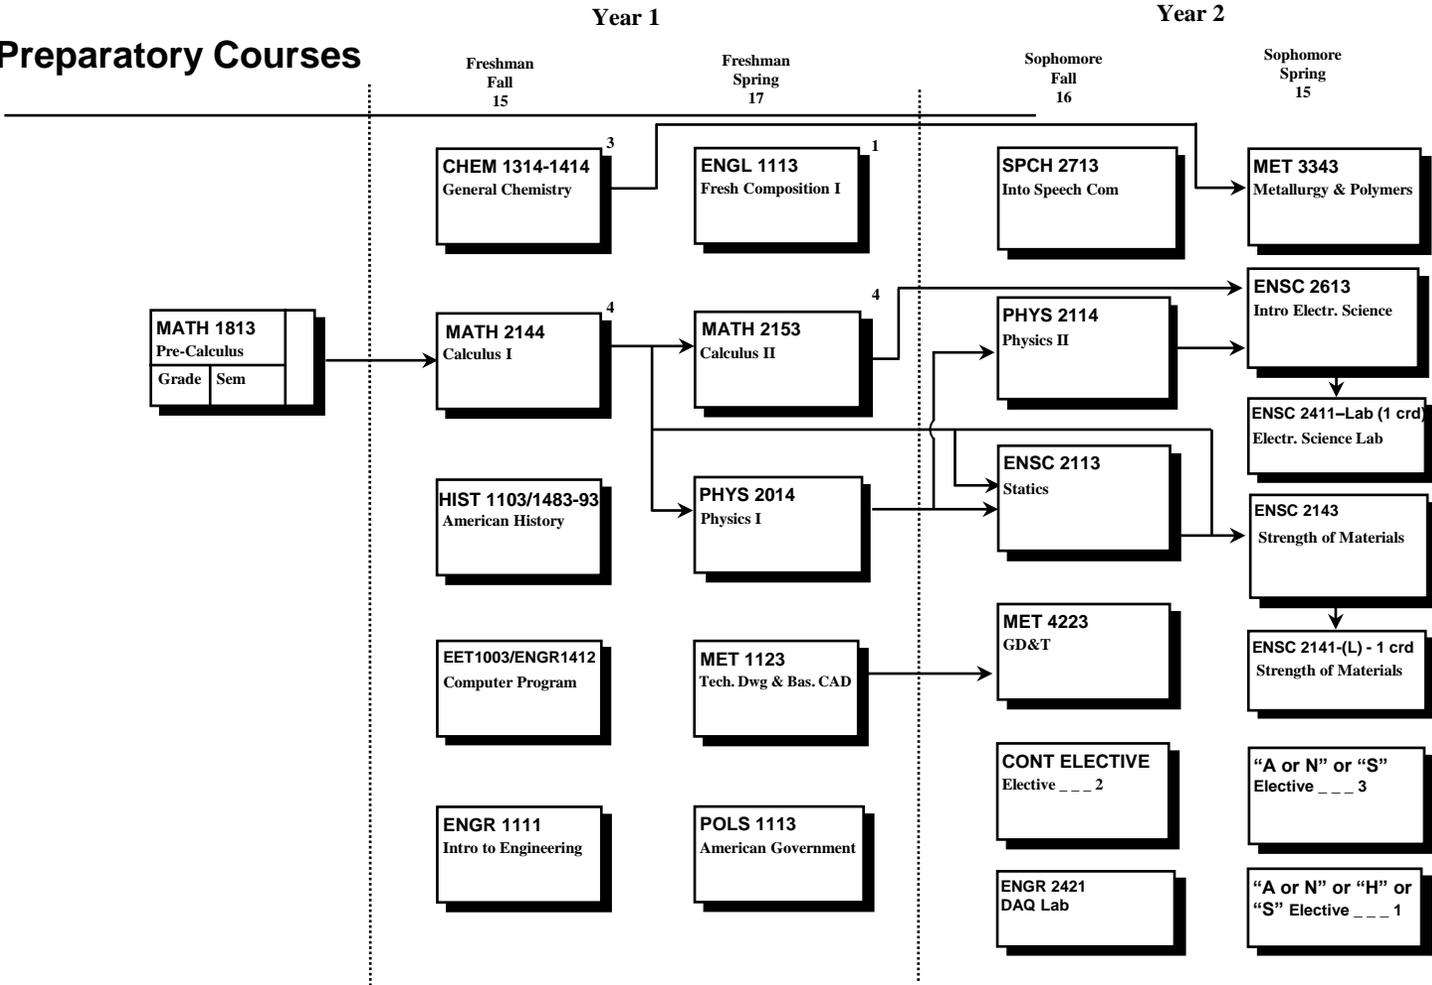 Year 1
Year 2
Preparatory Courses
Freshman
Fall
15
Freshman
Spring
17
Sophomore
Fall
16
Sophomore
Spring
15
MATH 1813
Pre-Calculus
Grade
Sem
3
CHEM 1314-1414
General Chemistry
4
MATH 2144
Calculus I
HIST 1103/1483-93
American History
EET1003/ENGR1412
Computer Program
ENGR 1111
Intro to Engineering
1
ENGL 1113
Fresh Composition I
4
MATH 2153
Calculus II
PHYS 2014
Physics I
MET 1123
Tech. Dwg & Bas. CAD
POLS 1113
American Government
SPCH 2713
Into Speech Com
PHYS 2114
Physics II
ENSC 2113
Statics
MET 4223
GD&T
CONT ELECTIVE
Elective _ _ _ 2
ENGR 2421
DAQ Lab
MET 3343
Metallurgy & Polymers
ENSC 2613
Intro Electr. Science
ENSC 2411–Lab (1 crd)
Electr. Science Lab
ENSC 2143
Strength of Materials
ENSC 2141-(L) - 1 crd
Strength of Materials
“A or N” or “S”
Elective _ _ _ 3
“A or N” or “H” or
“S” Elective _ _ _ 1